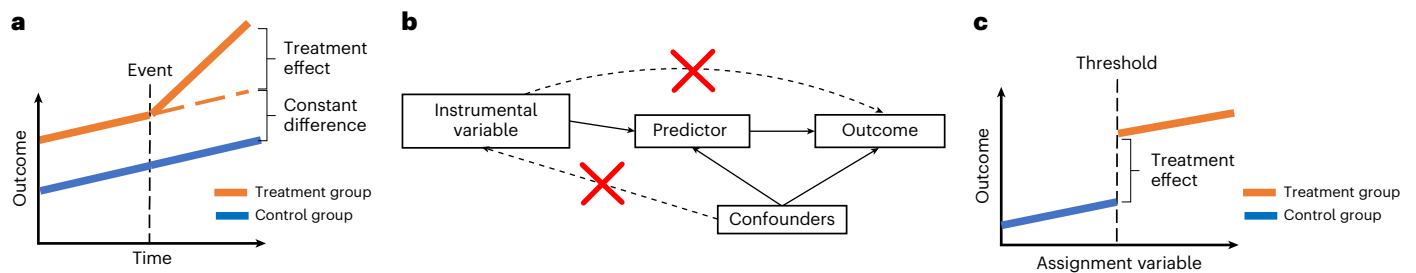 a
Event
Treatment
effect
Constant
difference
Outcome
Treatment group
Control group
Time
b
Instrumental
variable
Predictor
Outcome
Confounders
c
Threshold
Outcome
Treatment
effect
Treatment group
Control group
Assignment variable